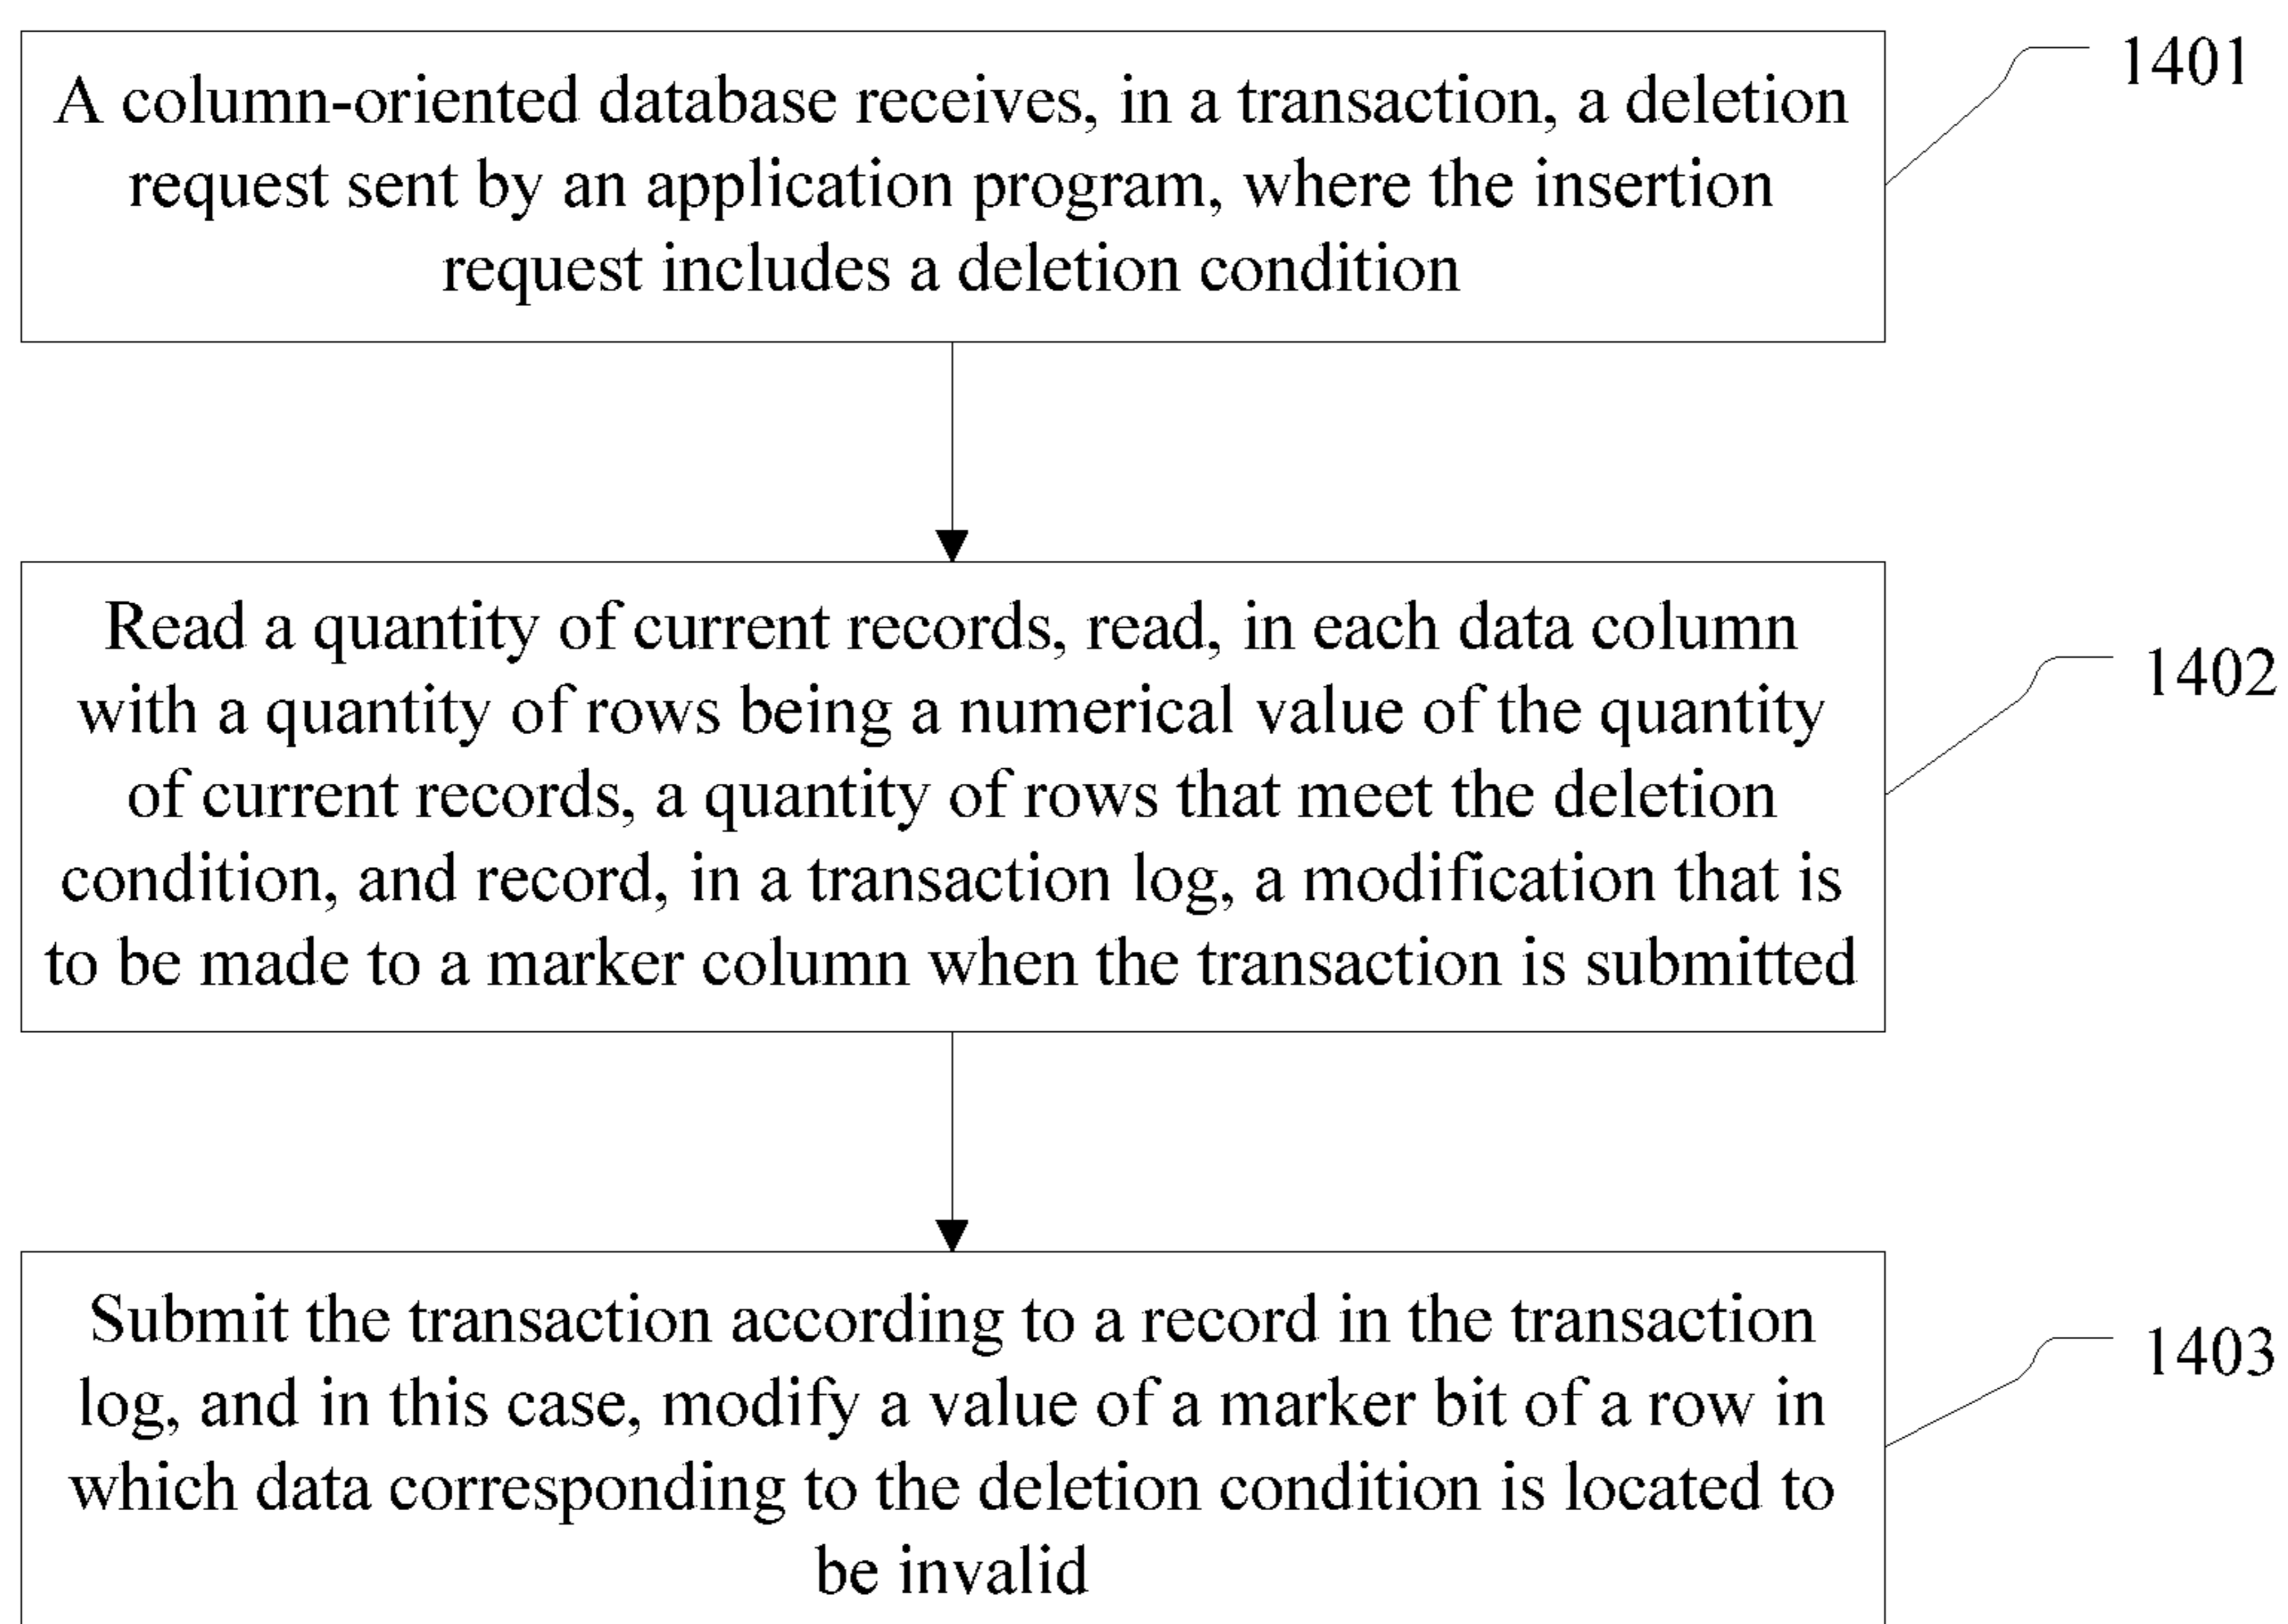 A column-oriented database receives, in a transaction, a deletion
request sent by an application program, where the insertion
request includes a deletion condition
1401
Read a quantity of current records, read, in each data column
with a quantity of rows being a numerical value of the quantity
of current records, a quantity of rows that meet the deletion
condition, and record, in a transaction log, a modification that is
to be made to a marker column when the transaction is submitted
1402
Submit the transaction according to a record in the transaction
log, and in this case, modify a value of a marker bit of a row in
which data corresponding to the deletion condition is located to
be invalid
1403